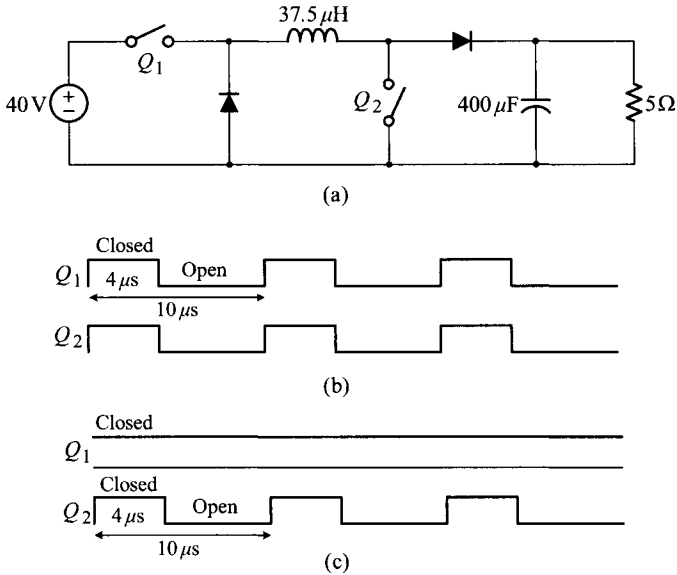 37.5 μH
Q1
40 V
+
−
Q2
400 μF
5Ω
(a)
Closed
Q1
4 μs
Open
10 μs
Q2
(b)
Closed
Q1
Closed
Q2
4 μs
Open
10 μs
(c)